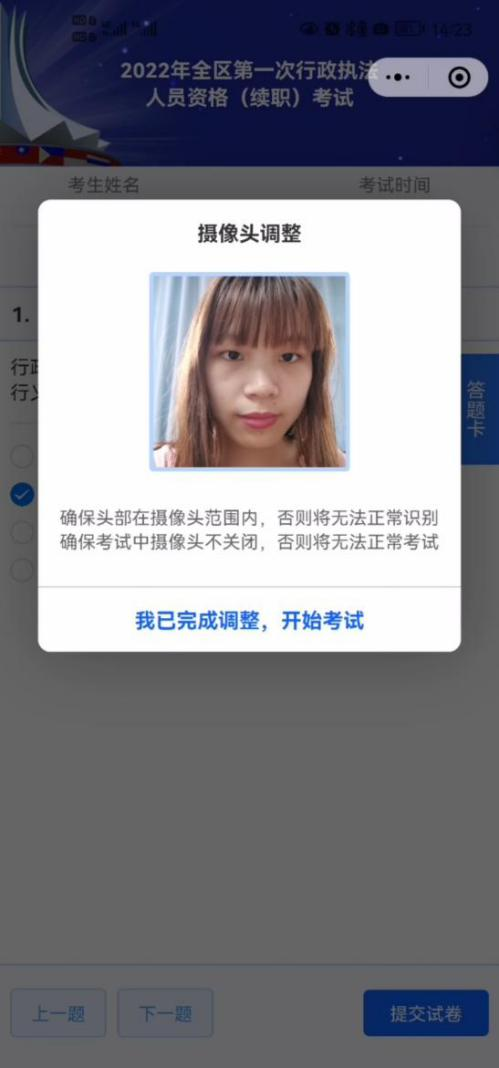 14:23
2022年全区第一次行政执法
人员资格（续职）考试
考生姓名
考试时间
摄像头调整
1.
行
行
答题卡
确保头部在摄像头范围内，否则将无法正常识别
确保考试中摄像头不关闭，否则将无法正常考试
我已完成调整，开始考试
上一题
下一题
提交试卷